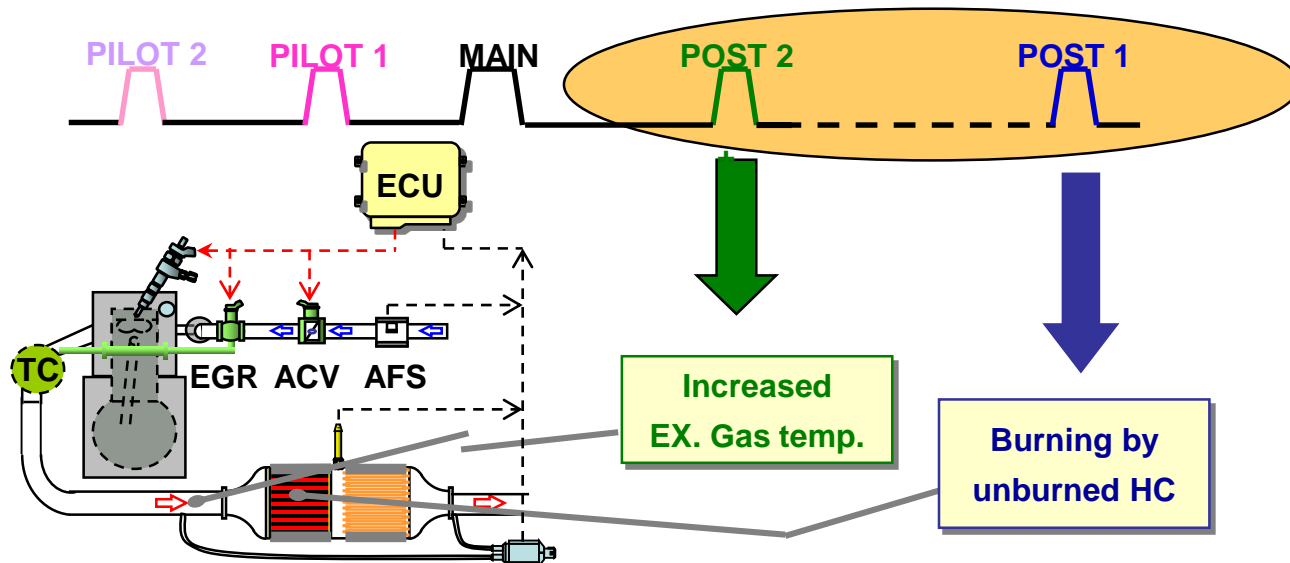 PILOT 2
PILOT 1
MAIN
POST 2
POST 1
ECU
TC
EGR
ACV
AFS
Increased
EX. Gas temp.
Burning by
unburned HC